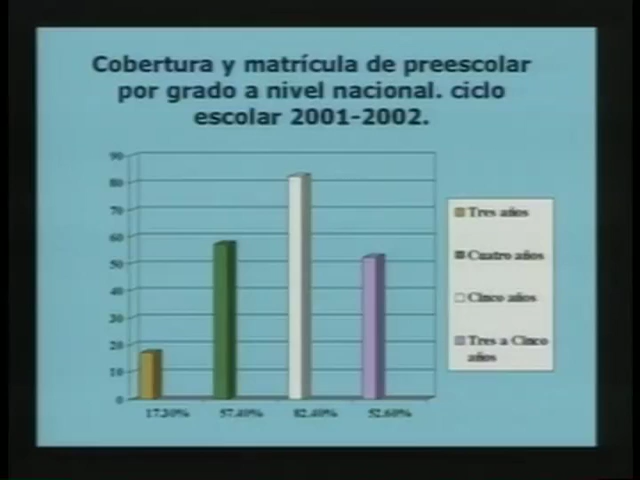 Cobertura y matrícula de preescolar
por grado a nivel nacional. ciclo
escolar 2001-2002.
90
80
70
60
50
40
30
20
10
0
17.30% 57.40% 82.40% 52.60%
Tres años
Cuatro años
Cinco años
Tres a Cinco
años